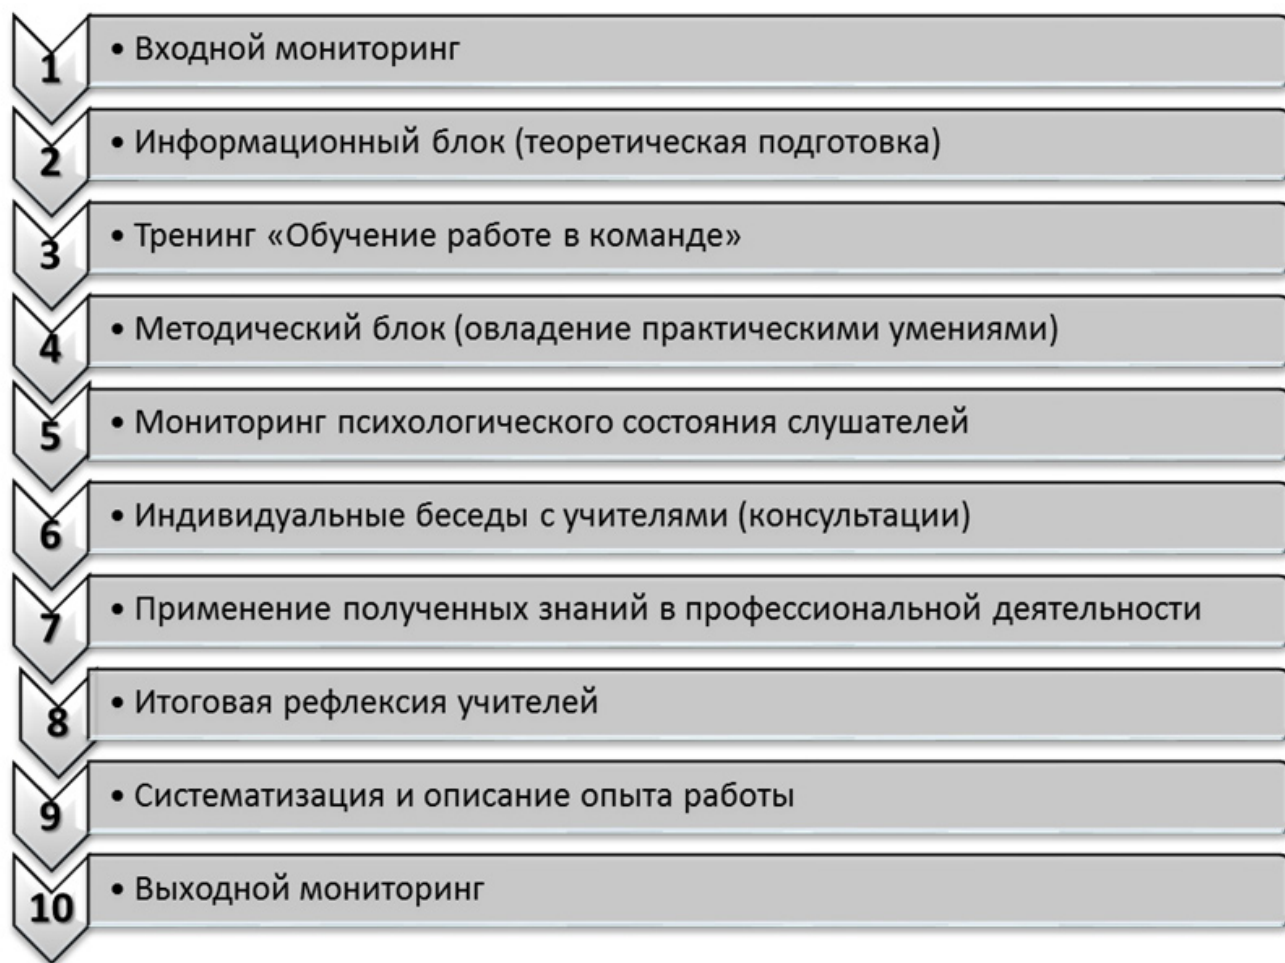 1
• Входной мониторинг
2
• Информационный блок (теоретическая подготовка)
3
• Тренинг «Обучение работе в команде»
4
• Методический блок (овладение практическими умениями)
5
• Мониторинг психологического состояния слушателей
6
• Индивидуальные беседы с учителями (консультации)
7
• Применение полученных знаний в профессиональной деятельности
8
• Итоговая рефлексия учителей
9
• Систематизация и описание опыта работы
10
• Выходной мониторинг